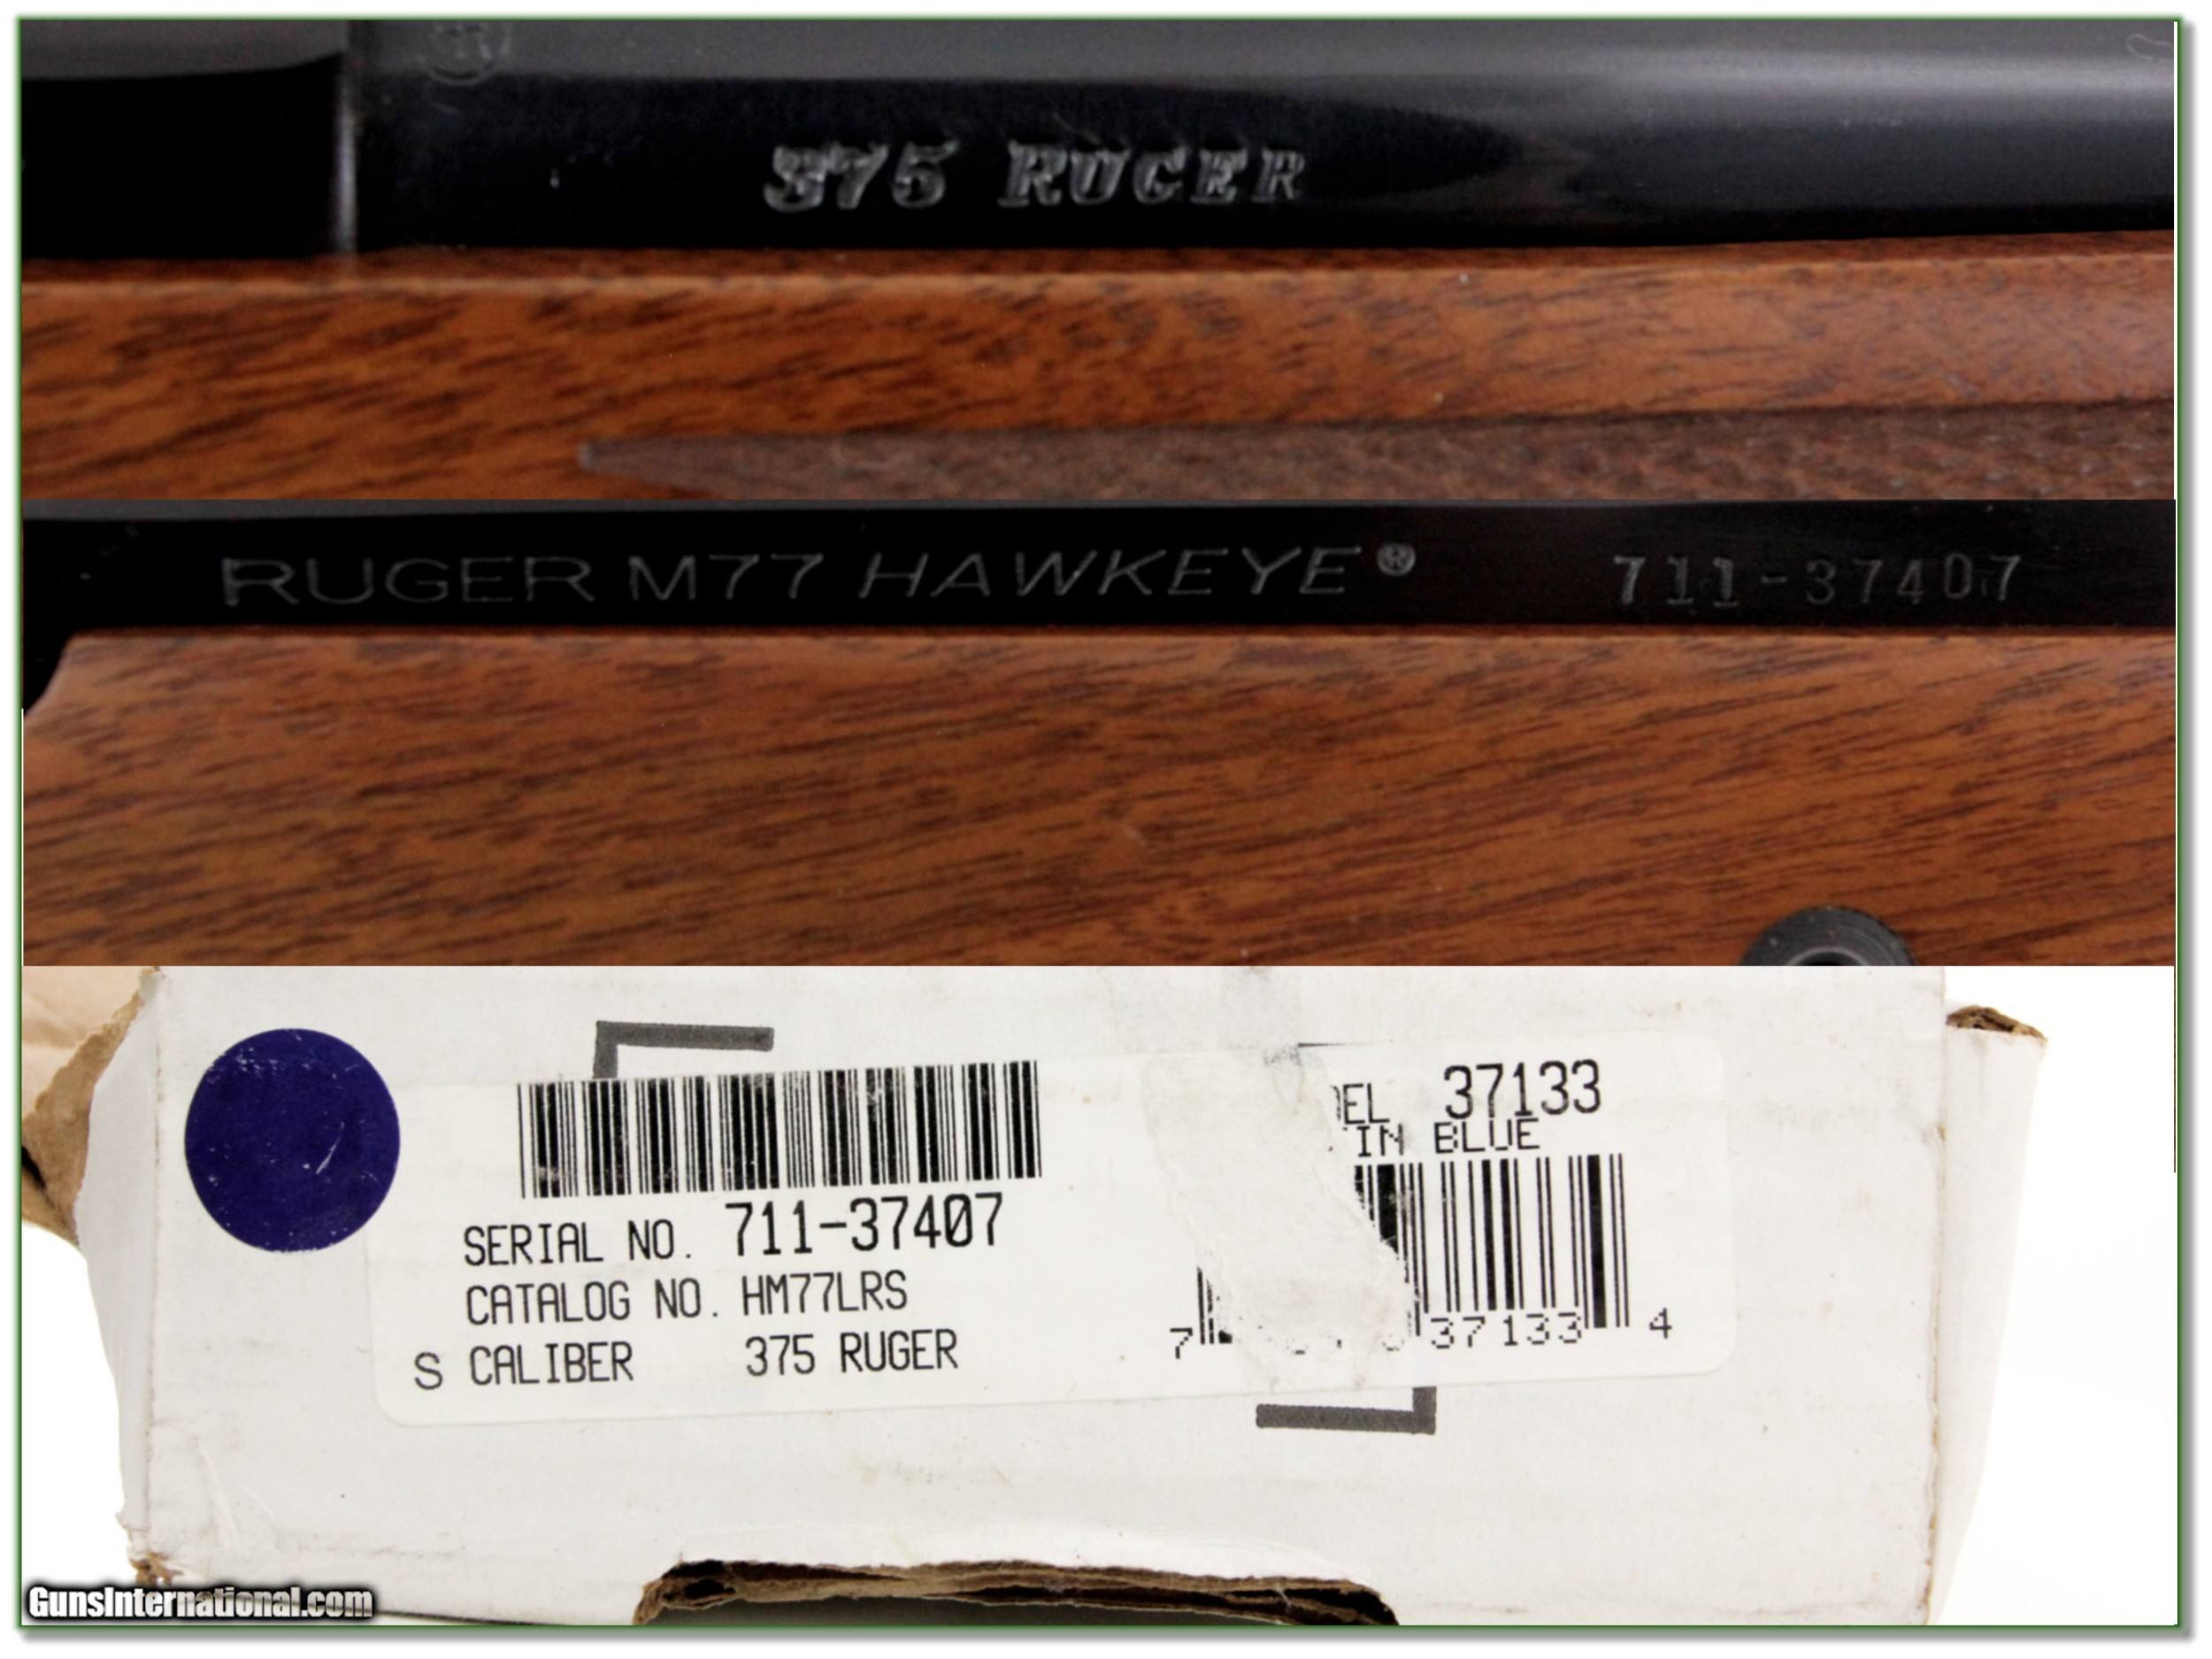 375 RUGER
RUGER M77 HAWKEYE®
711-37407
37133
IN BLUE
SERIAL NO. 711-37407
CATALOG NO. HM77LRS
S CALIBER 375 RUGER
7
37133 4
GunsInternational.com